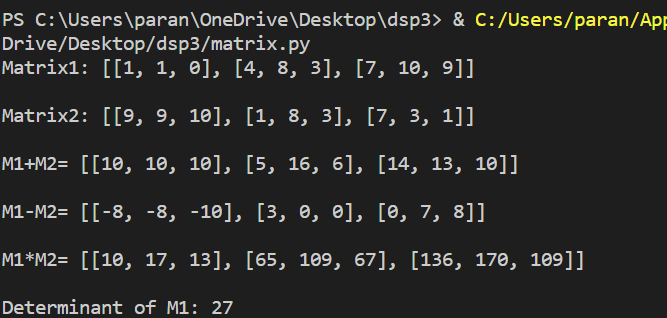 PS C:\Users\paran\OneDrive\Desktop\dsp3> & C:/Users/paran/App
Drive/Desktop/dsp3/matrix.py
Matrix1: [[1, 1, 0], [4, 8, 3], [7, 10, 9]]
Matrix2: [[9, 9, 10], [1, 8, 3], [7, 3, 1]]
M1+M2= [[10, 10, 10], [5, 16, 6], [14, 13, 10]]
M1-M2= [[-8, -8, -10], [3, 0, 0], [0, 7, 8]]
M1*M2= [[10, 17, 13], [65, 109, 67], [136, 170, 109]]
Determinant of M1: 27